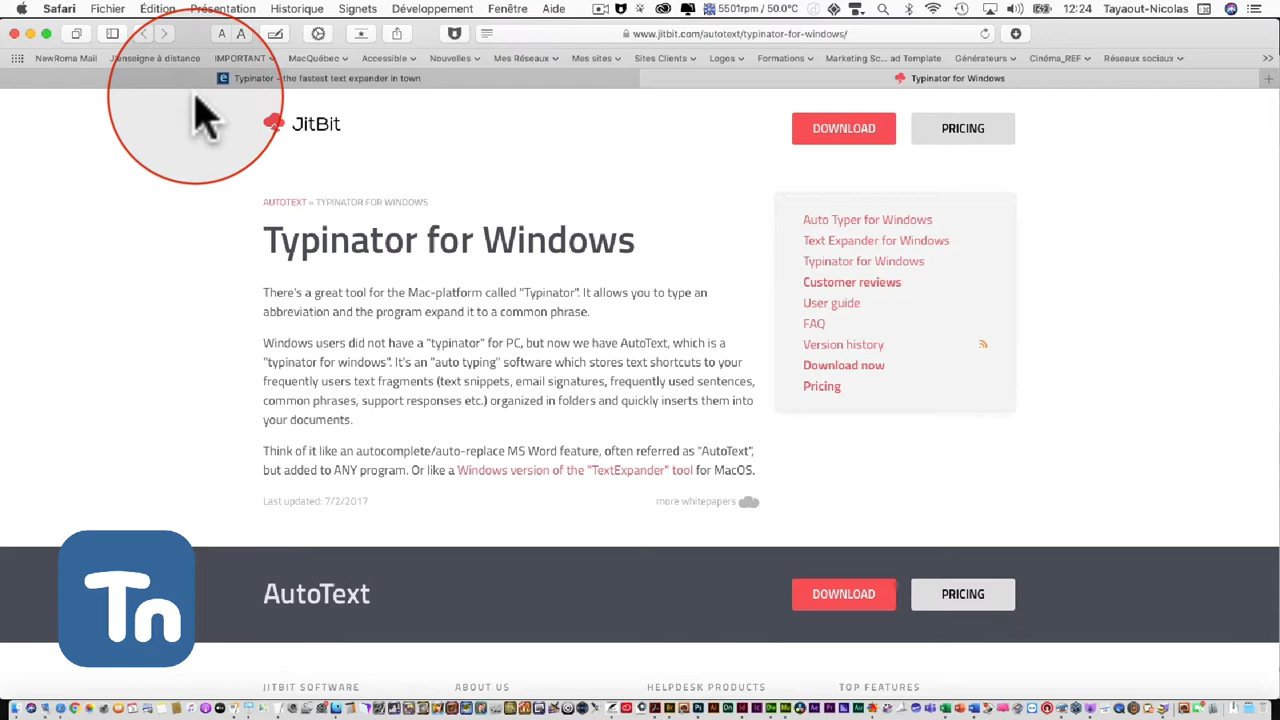 Safari Fichier Édition Présentation Historique Signets Développement Fenêtre Aide 5501rpm / 50.0°C 12:24 Tayaout-Nicolas
A A www.jitbit.com/autotext/typinator-for-windows/
NewRoma Mail J'enseigne à distance IMPORTANT MacQuébec Accessible Nouvelles Mes Réseaux Mes sites Sites Clients Logos Formations Marketing Sc... ad Template Générateurs Cinéma_REF Réseaux sociaux >>
Typinator - the fastest text expander in town Typinator for Windows +
JitBit
DOWNLOAD PRICING
AUTOTEXT » TYPINATOR FOR WINDOWS
Typinator for Windows
There's a great tool for the Mac-platform called "Typinator". It allows you to type an
abbreviation and the program expand it to a common phrase.
Windows users did not have a "typinator" for PC, but now we have AutoText, which is a
"typinator for windows". It's an "auto typing" software which stores text shortcuts to your
frequently users text fragments (text snippets, email signatures, frequently used sentences,
common phrases, support responses etc.) organized in folders and quickly inserts them into
your documents.
Think of it like an autocomplete/auto-replace MS Word feature, often referred as "AutoText",
but added to ANY program. Or like a Windows version of the "TextExpander" tool for MacOS.
Last updated: 7/2/2017 more whitepapers
Auto Typer for Windows
Text Expander for Windows
Typinator for Windows
Customer reviews
User guide
FAQ
Version history
Download now
Pricing
Tn
AutoText
DOWNLOAD PRICING
JITBIT SOFTWARE ABOUT US HELPDESK PRODUCTS TOP FEATURES